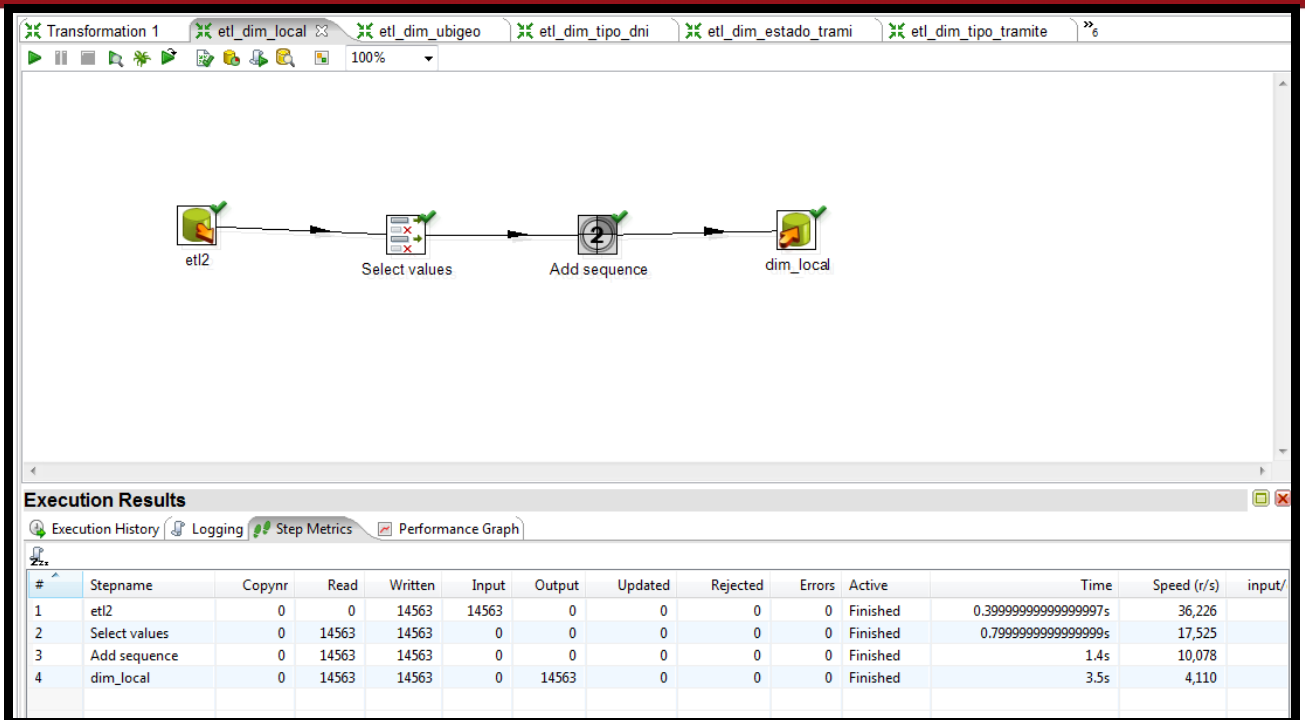 Transformation 1 etl_dim_local etl_dim_ubigeo etl_dim_tipo_dni etl_dim_estado_trami etl_dim_tipo_tramite »6
100%
2
etl2 Select values Add sequence dim_local
Execution Results
Execution History Logging Step Metrics Performance Graph
# Stepname Copynr Read Written Input Output Updated Rejected Errors Active Time Speed (r/s) input/
1 etl2 0 0 14563 14563 0 0 0 0 Finished 0.39999999999999997s 36,226
2 Select values 0 14563 14563 0 0 0 0 0 Finished 0.7999999999999999s 17,525
3 Add sequence 0 14563 14563 0 0 0 0 0 Finished 1.4s 10,078
4 dim_local 0 14563 14563 0 14563 0 0 0 Finished 3.5s 4,110